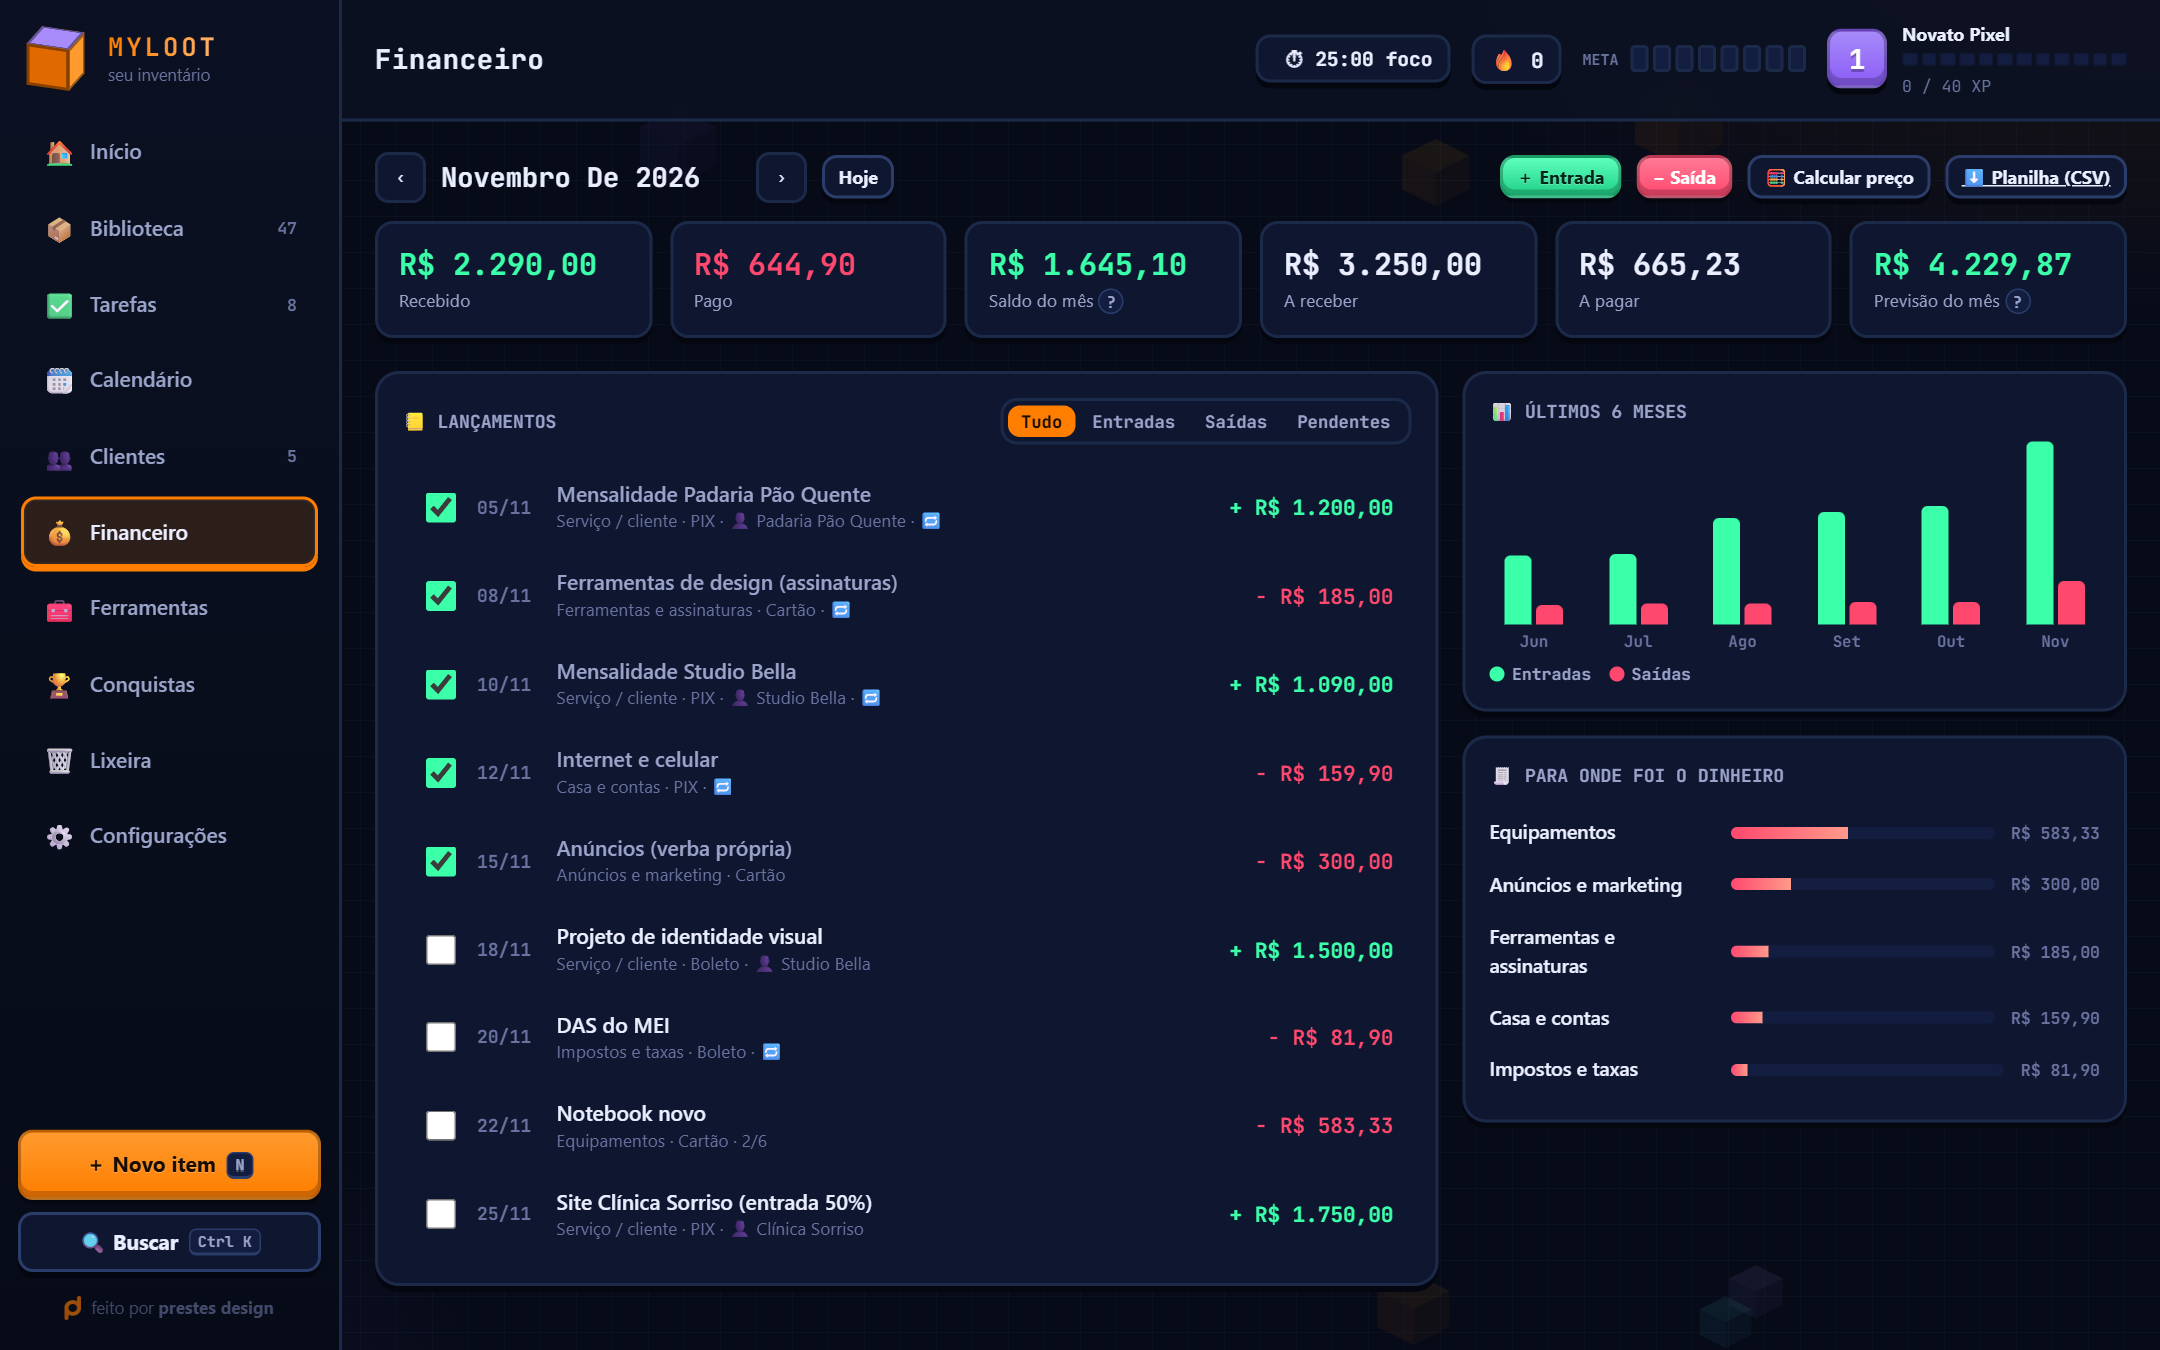 MYLOOT
seu inventário
Início
Biblioteca 47
Tarefas 8
Calendário
Clientes 5
Financeiro
Ferramentas
Conquistas
Lixeira
Configurações
+ Novo item N
Buscar Ctrl K
feito por prestes design
Financeiro
25:00 foco
0
META
1
Novato Pixel
0 / 40 XP
‹ Novembro De 2026 › Hoje
+ Entrada
− Saída
Calcular preço
Planilha (CSV)
R$ 2.290,00
Recebido
R$ 644,90
Pago
R$ 1.645,10
Saldo do mês ?
R$ 3.250,00
A receber
R$ 665,23
A pagar
R$ 4.229,87
Previsão do mês ?
LANÇAMENTOS
Tudo Entradas Saídas Pendentes
05/11 Mensalidade Padaria Pão Quente + R$ 1.200,00
Serviço / cliente · PIX · Padaria Pão Quente ·
08/11 Ferramentas de design (assinaturas) - R$ 185,00
Ferramentas e assinaturas · Cartão ·
10/11 Mensalidade Studio Bella + R$ 1.090,00
Serviço / cliente · PIX · Studio Bella ·
12/11 Internet e celular - R$ 159,90
Casa e contas · PIX ·
15/11 Anúncios (verba própria) - R$ 300,00
Anúncios e marketing · Cartão
18/11 Projeto de identidade visual + R$ 1.500,00
Serviço / cliente · Boleto · Studio Bella
20/11 DAS do MEI - R$ 81,90
Impostos e taxas · Boleto ·
22/11 Notebook novo - R$ 583,33
Equipamentos · Cartão · 2/6
25/11 Site Clínica Sorriso (entrada 50%) + R$ 1.750,00
Serviço / cliente · PIX · Clínica Sorriso
ÚLTIMOS 6 MESES
Jun Jul Ago Set Out Nov
Entradas Saídas
PARA ONDE FOI O DINHEIRO
Equipamentos R$ 583,33
Anúncios e marketing R$ 300,00
Ferramentas e
assinaturas R$ 185,00
Casa e contas R$ 159,90
Impostos e taxas R$ 81,90